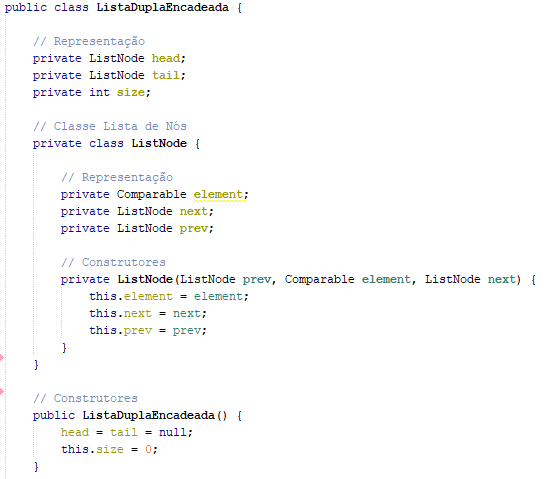 public class ListaDuplaEncadeada {
// Representação
private ListNode head;
private ListNode tail;
private int size;
// Classe Lista de Nós
private class ListNode {
// Representação
private Comparable element;
private ListNode next;
private ListNode prev;
// Construtores
private ListNode(ListNode prev, Comparable element, ListNode next) {
this.element = element;
this.next = next;
this.prev = prev;
}
}
// Construtores
public ListaDuplaEncadeada() {
head = tail = null;
this.size = 0;
}